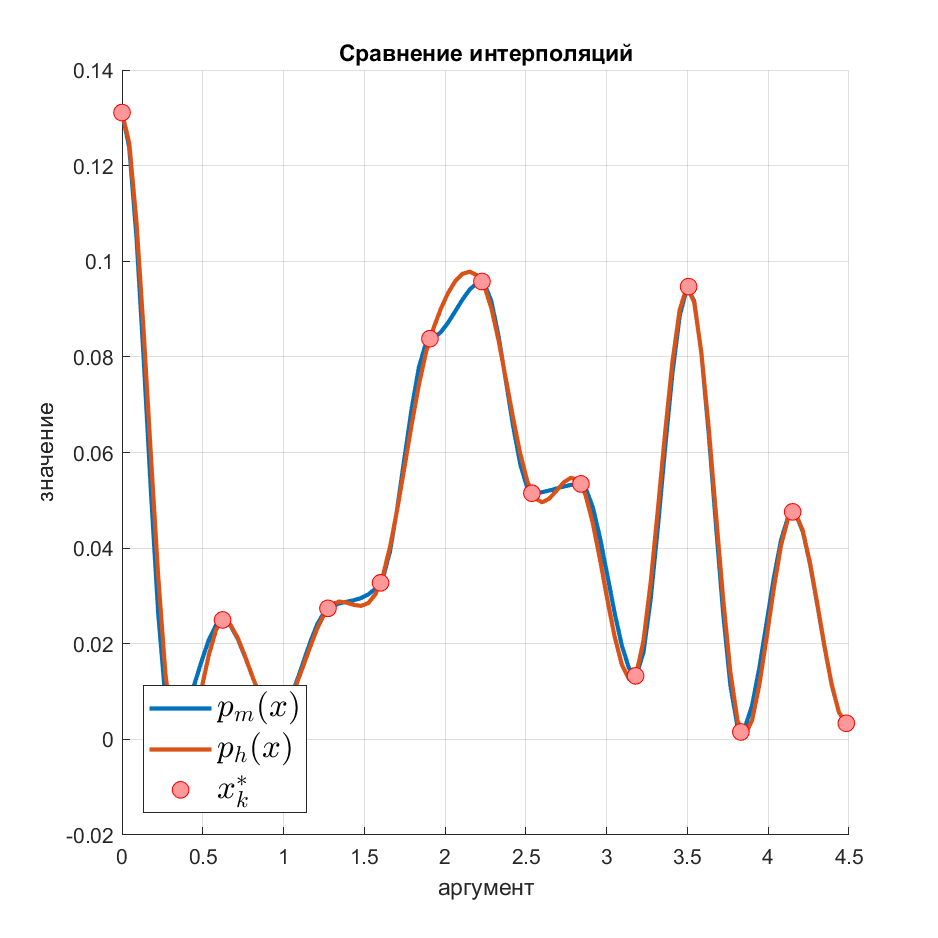 Сравнение интерполяций
0.14
0.12
0.1
0.08
0.06
0.04
0.02
0
-0.02
значение
p_m(x)
p_h(x)
x_k^*
0 0.5 1 1.5 2 2.5 3 3.5 4 4.5
аргумент